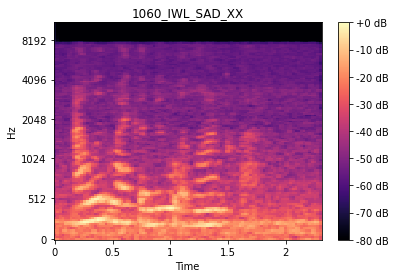 1060_IWL_SAD_XX
8192
4096
2048
1024
512
0
Hz
0
0.5
1
1.5
2
Time
+0 dB
-10 dB
-20 dB
-30 dB
-40 dB
-50 dB
-60 dB
-70 dB
-80 dB